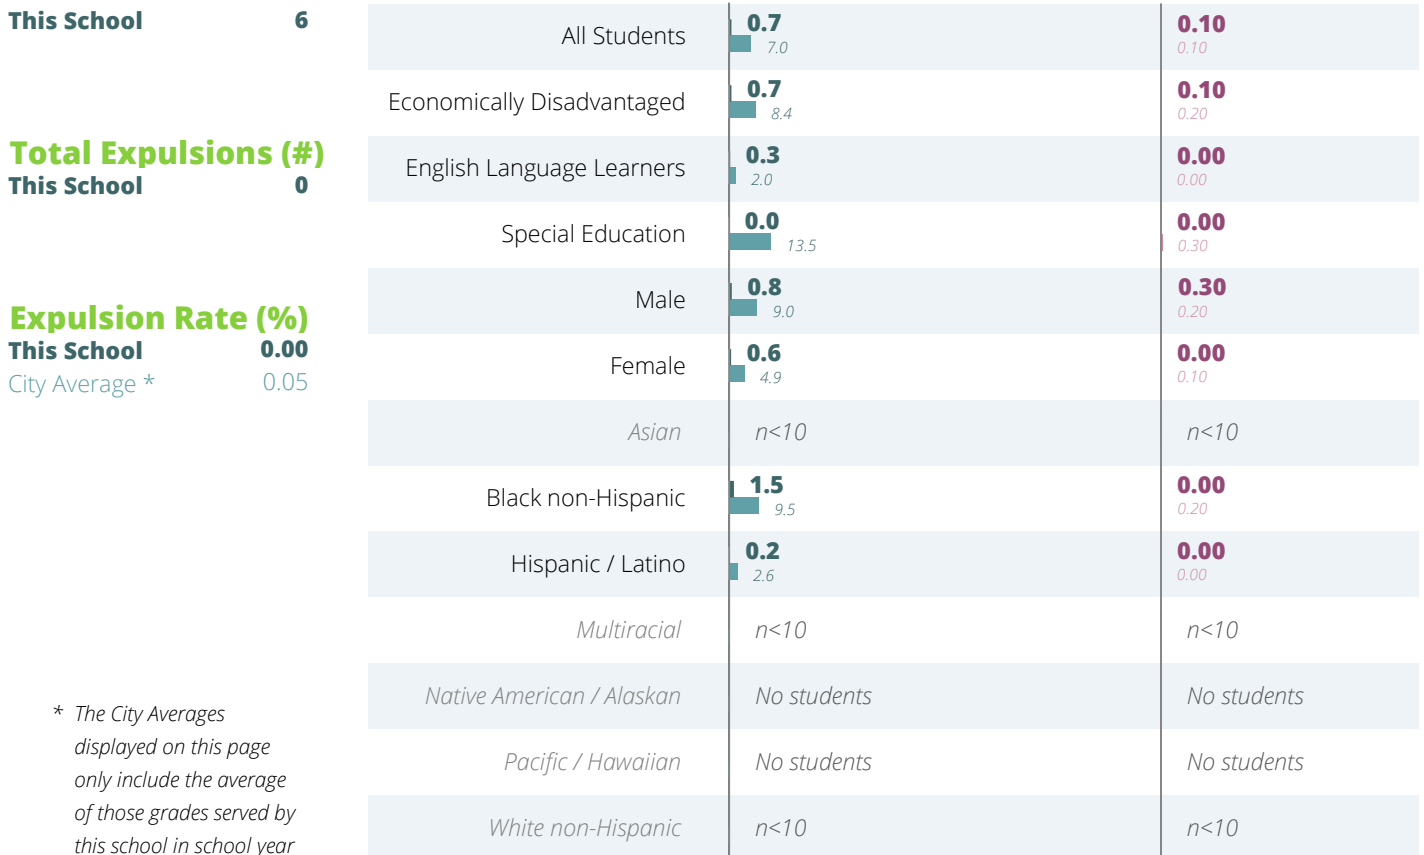 This School 6
Total Expulsions (#)
This School 0
Expulsion Rate (%)
This School 0.00
City Average * 0.05
* The City Averages
displayed on this page
only include the average
of those grades served by
this school in school year
All Students 0.7 0.10
7.0 0.10
Economically Disadvantaged 0.7 0.10
8.4 0.20
English Language Learners 0.3 0.00
2.0 0.00
Special Education 0.0 0.00
13.5 0.30
Male 0.8 0.30
9.0 0.20
Female 0.6 0.00
4.9 0.10
Asian n<10 n<10
Black non-Hispanic 1.5 0.00
9.5 0.20
Hispanic / Latino 0.2 0.00
2.6 0.00
Multiracial n<10 n<10
Native American / Alaskan No students No students
Pacific / Hawaiian No students No students
White non-Hispanic n<10 n<10